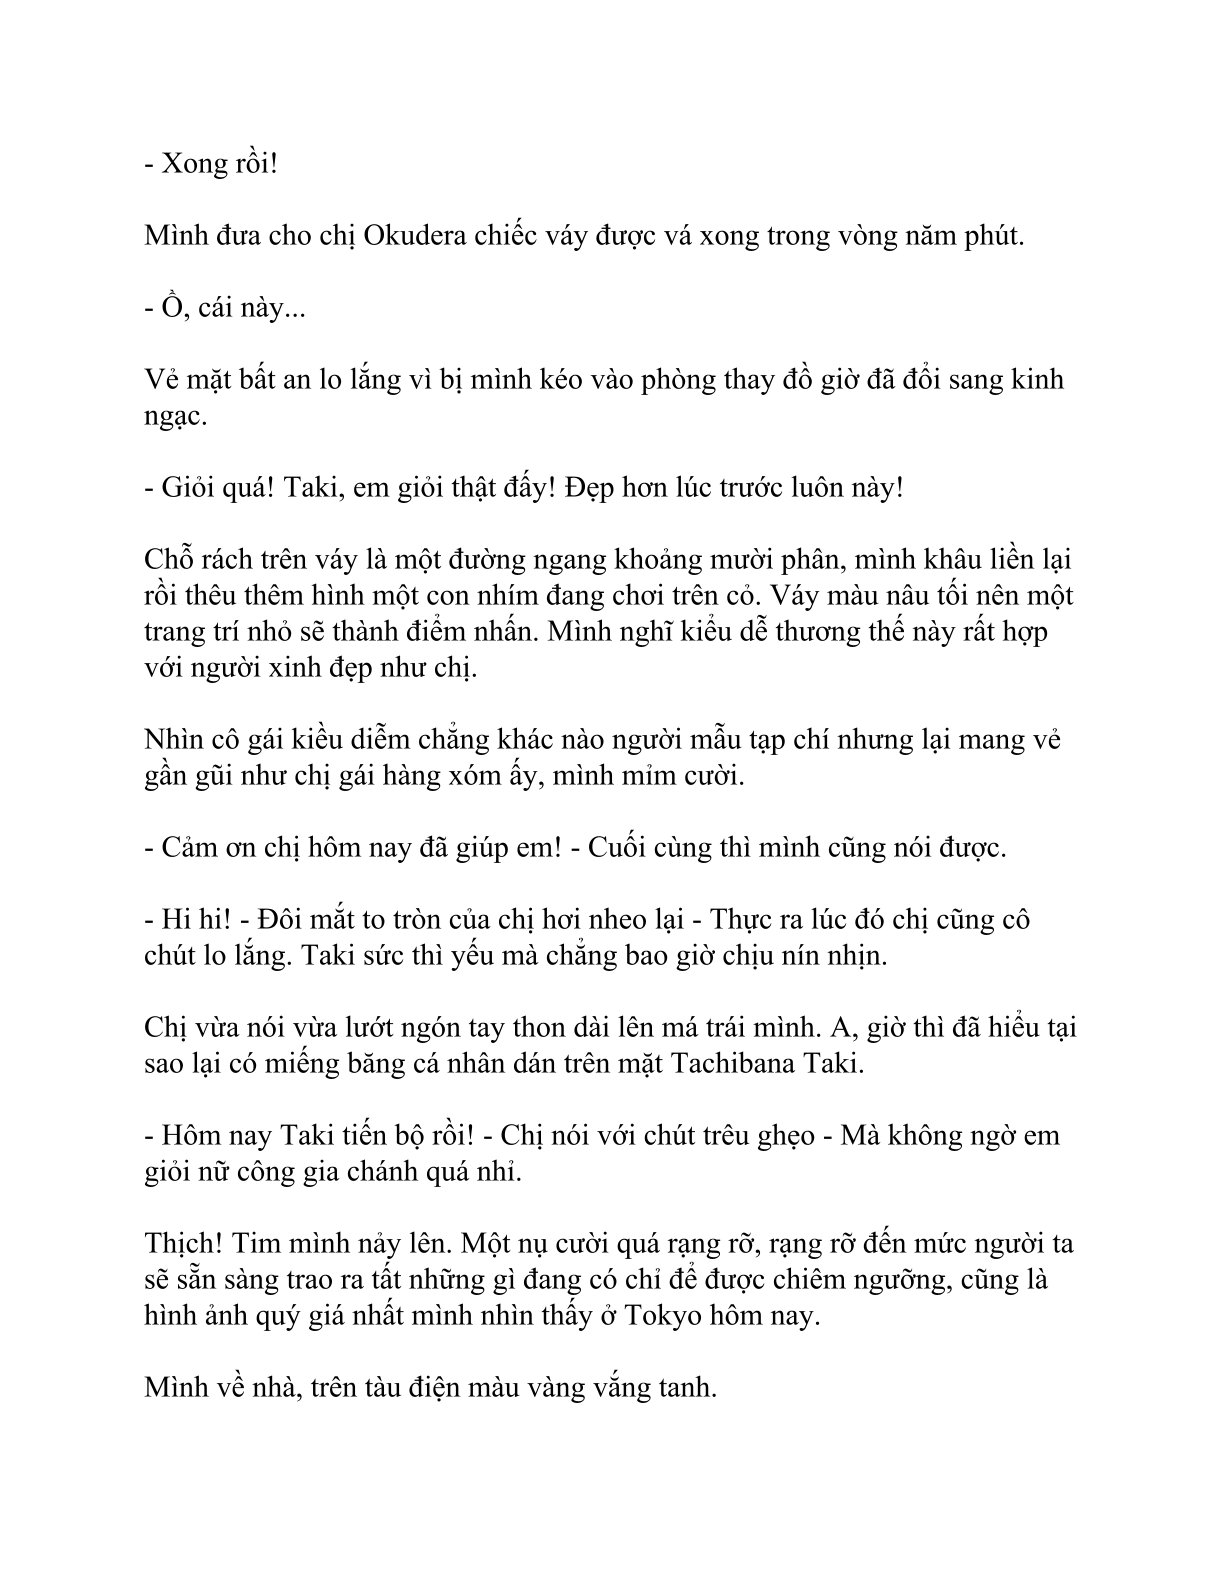 - Xong rồi!
Mình đưa cho chị Okudera chiếc váy được vá xong trong vòng năm phút.
- Ồ, cái này...
Vẻ mặt bất an lo lắng vì bị mình kéo vào phòng thay đồ giờ đã đổi sang kinh
ngạc.
- Giỏi quá! Taki, em giỏi thật đấy! Đẹp hơn lúc trước luôn này!
Chỗ rách trên váy là một đường ngang khoảng mười phân, mình khâu liền lại
rồi thêu thêm hình một con nhím đang chơi trên cỏ. Váy màu nâu tối nên một
trang trí nhỏ sẽ thành điểm nhấn. Mình nghĩ kiểu dễ thương thế này rất hợp
với người xinh đẹp như chị.
Nhìn cô gái kiều diễm chẳng khác nào người mẫu tạp chí nhưng lại mang vẻ
gần gũi như chị gái hàng xóm ấy, mình mỉm cười.
- Cảm ơn chị hôm nay đã giúp em! - Cuối cùng thì mình cũng nói được.
- Hi hi! - Đôi mắt to tròn của chị hơi nheo lại - Thực ra lúc đó chị cũng cô
chút lo lắng. Taki sức thì yếu mà chẳng bao giờ chịu nín nhịn.
Chị vừa nói vừa lướt ngón tay thon dài lên má trái mình. A, giờ thì đã hiểu tại
sao lại có miếng băng cá nhân dán trên mặt Tachibana Taki.
- Hôm nay Taki tiến bộ rồi! - Chị nói với chút trêu ghẹo - Mà không ngờ em
giỏi nữ công gia chánh quá nhỉ.
Thịch! Tim mình nảy lên. Một nụ cười quá rạng rỡ, rạng rỡ đến mức người ta
sẽ sẵn sàng trao ra tất những gì đang có chỉ để được chiêm ngưỡng, cũng là
hình ảnh quý giá nhất mình nhìn thấy ở Tokyo hôm nay.
Mình về nhà, trên tàu điện màu vàng vắng tanh.